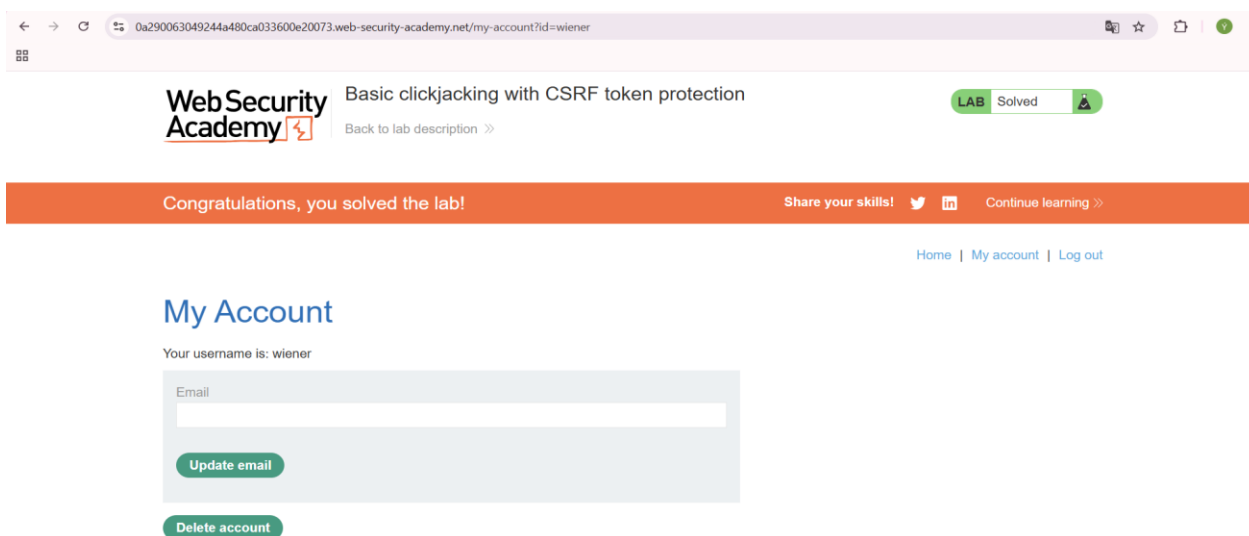 0a290063049244a480ca033600e20073.web-security-academy.net/my-account?id=wiener
Y
Web Security
Academy
Basic clickjacking with CSRF token protection
Back to lab description >>
LAB Solved
Congratulations, you solved the lab!
Share your skills!
in
Continue learning >>
Home | My account | Log out
My Account
Your username is: wiener
Email
Update email
Delete account